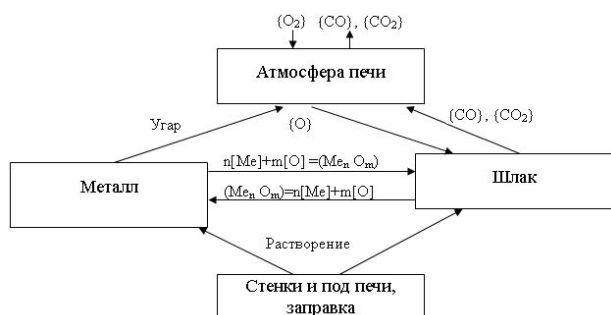 {O₂} {CO}, {CO₂}
Атмосфера печи
{CO}, {CO₂}
Угар
{O}
n[Me]+m[O] =(Meₙ Oₘ)
Металл
Шлак
(Meₙ Oₘ)=n[Me]+m[O]
Растворение
Стенки и под печи,
заправка